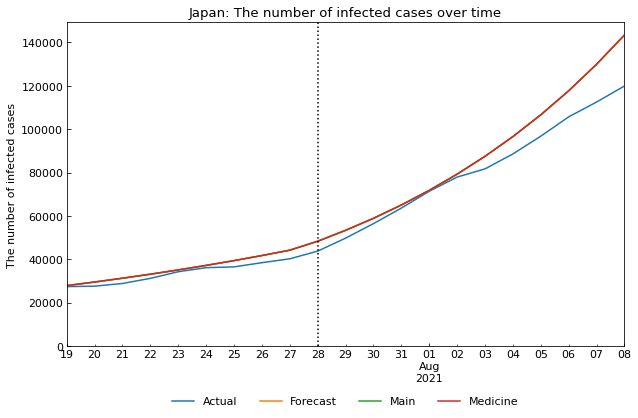 Japan: The number of infected cases over time
The number of infected cases
140000
120000
100000
80000
60000
40000
20000
0
19 20 21 22 23 24 25 26 27 28 29 30 31 01 02 03 04 05 06 07 08
Aug
2021
Actual Forecast Main Medicine